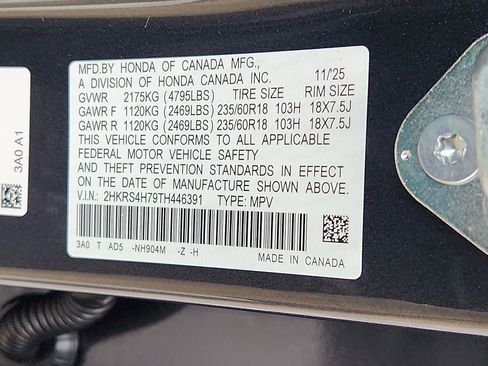 MFD.BY HONDA OF CANADA MFG.,
A DIVISION OF HONDA CANADA INC. 11/'25
GVWR 2175KG (4795LBS) TIRE SIZE RIM SIZE
GAWR F 1120KG (2469LBS) 235/60R18 103H 18X7.5J
GAWR R 1120KG (2469LBS) 235/60R18 103H 18X7.5J
THIS VEHICLE CONFORMS TO ALL APPLICABLE
FEDERAL MOTOR VEHICLE SAFETY
AND THEFT PREVENTION STANDARDS IN EFFECT
ON THE DATE OF MANUFACTURE SHOWN ABOVE.
V.I.N.: 2HKRS4H79TH446391 TYPE: MPV
3A0 T AD5 -NH904M -Z -H
MADE IN CANADA
3A0 A1